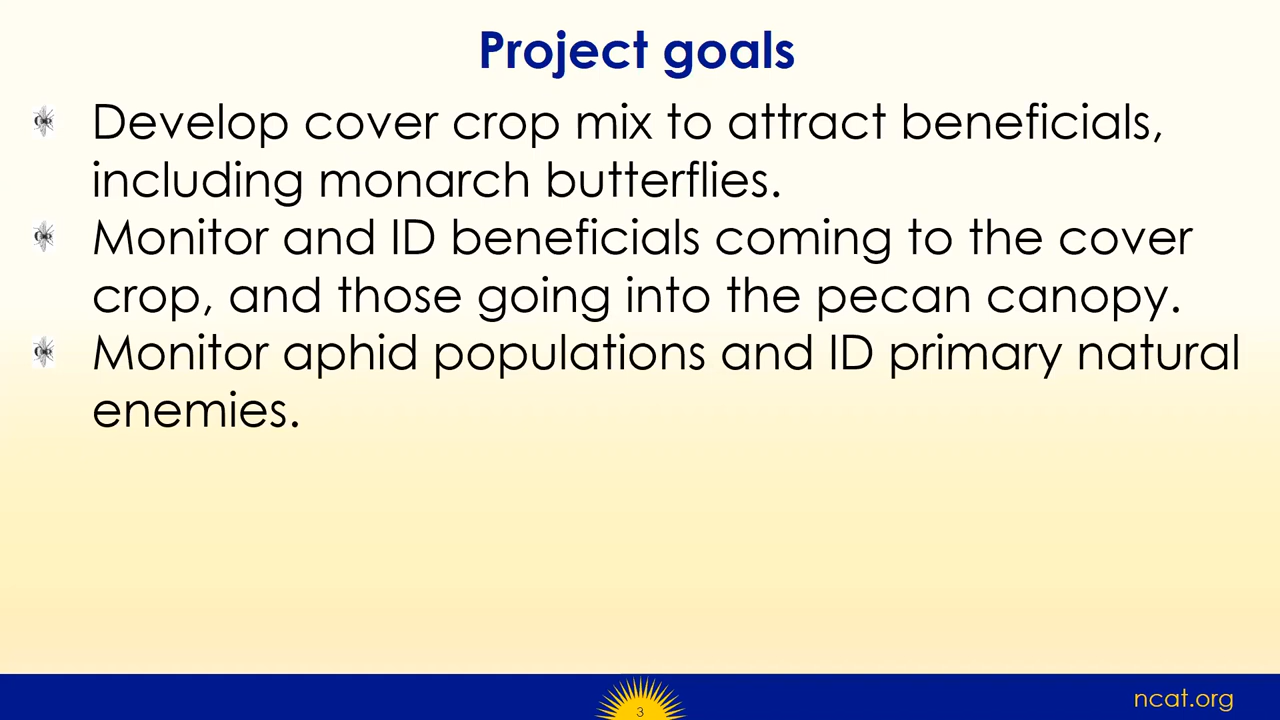 Project goals
Develop cover crop mix to attract beneficials,
including monarch butterflies.
Monitor and ID beneficials coming to the cover
crop, and those going into the pecan canopy.
Monitor aphid populations and ID primary natural
enemies.
3
ncat.org